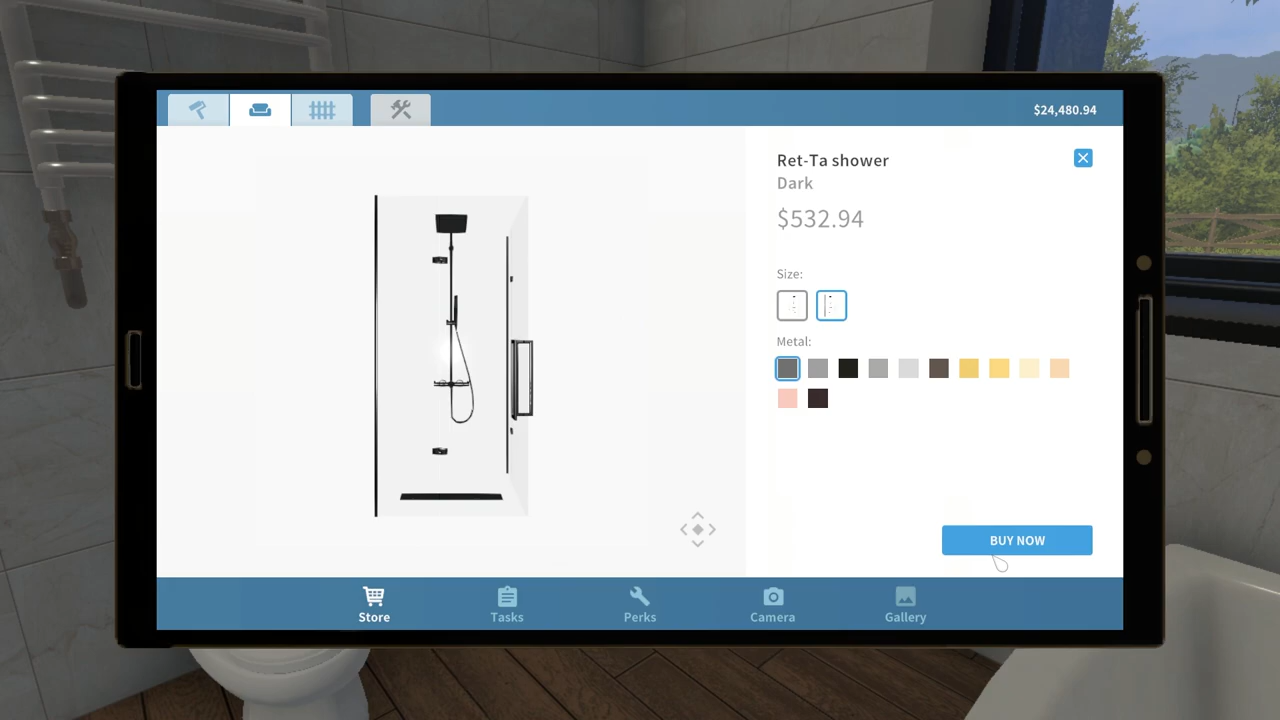 $24,480.94
Ret-Ta shower
Dark
$532.94
Size:
Metal:
BUY NOW
Store
Tasks
Perks
Camera
Gallery